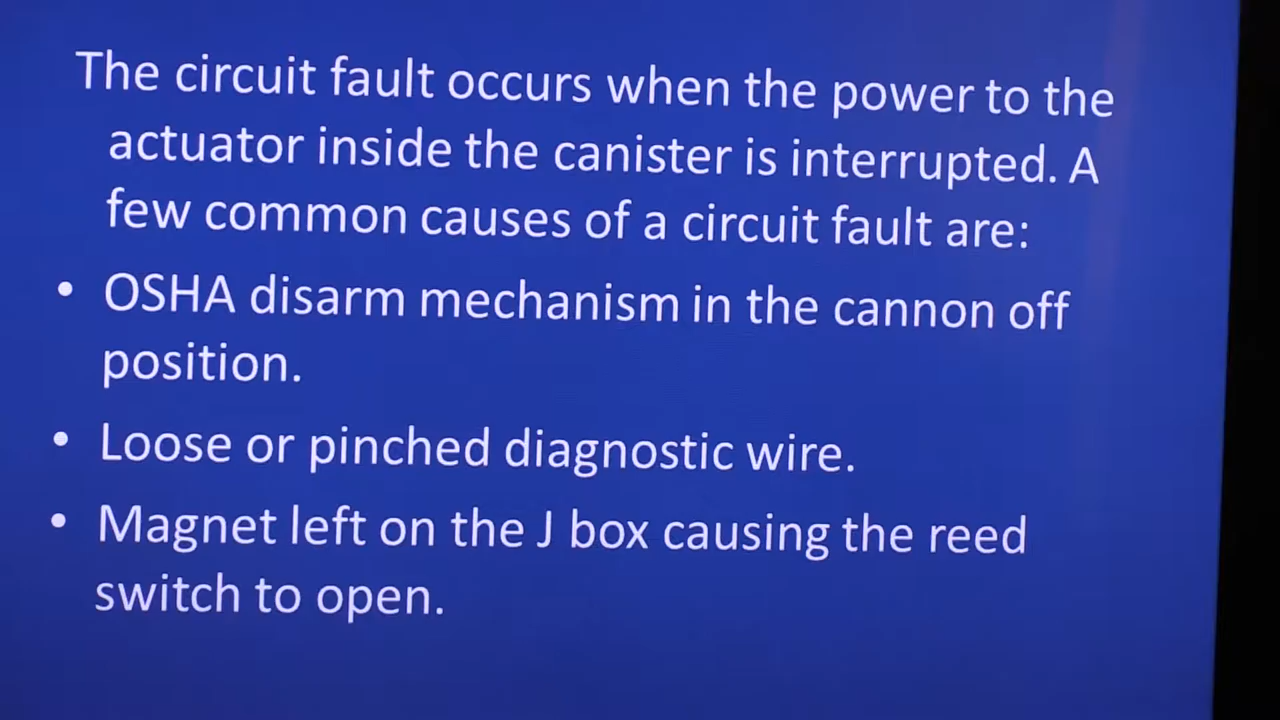 The circuit fault occurs when the power to the
actuator inside the canister is interrupted. A
few common causes of a circuit fault are:
• OSHA disarm mechanism in the cannon off
position.
• Loose or pinched diagnostic wire.
• Magnet left on the J box causing the reed
switch to open.